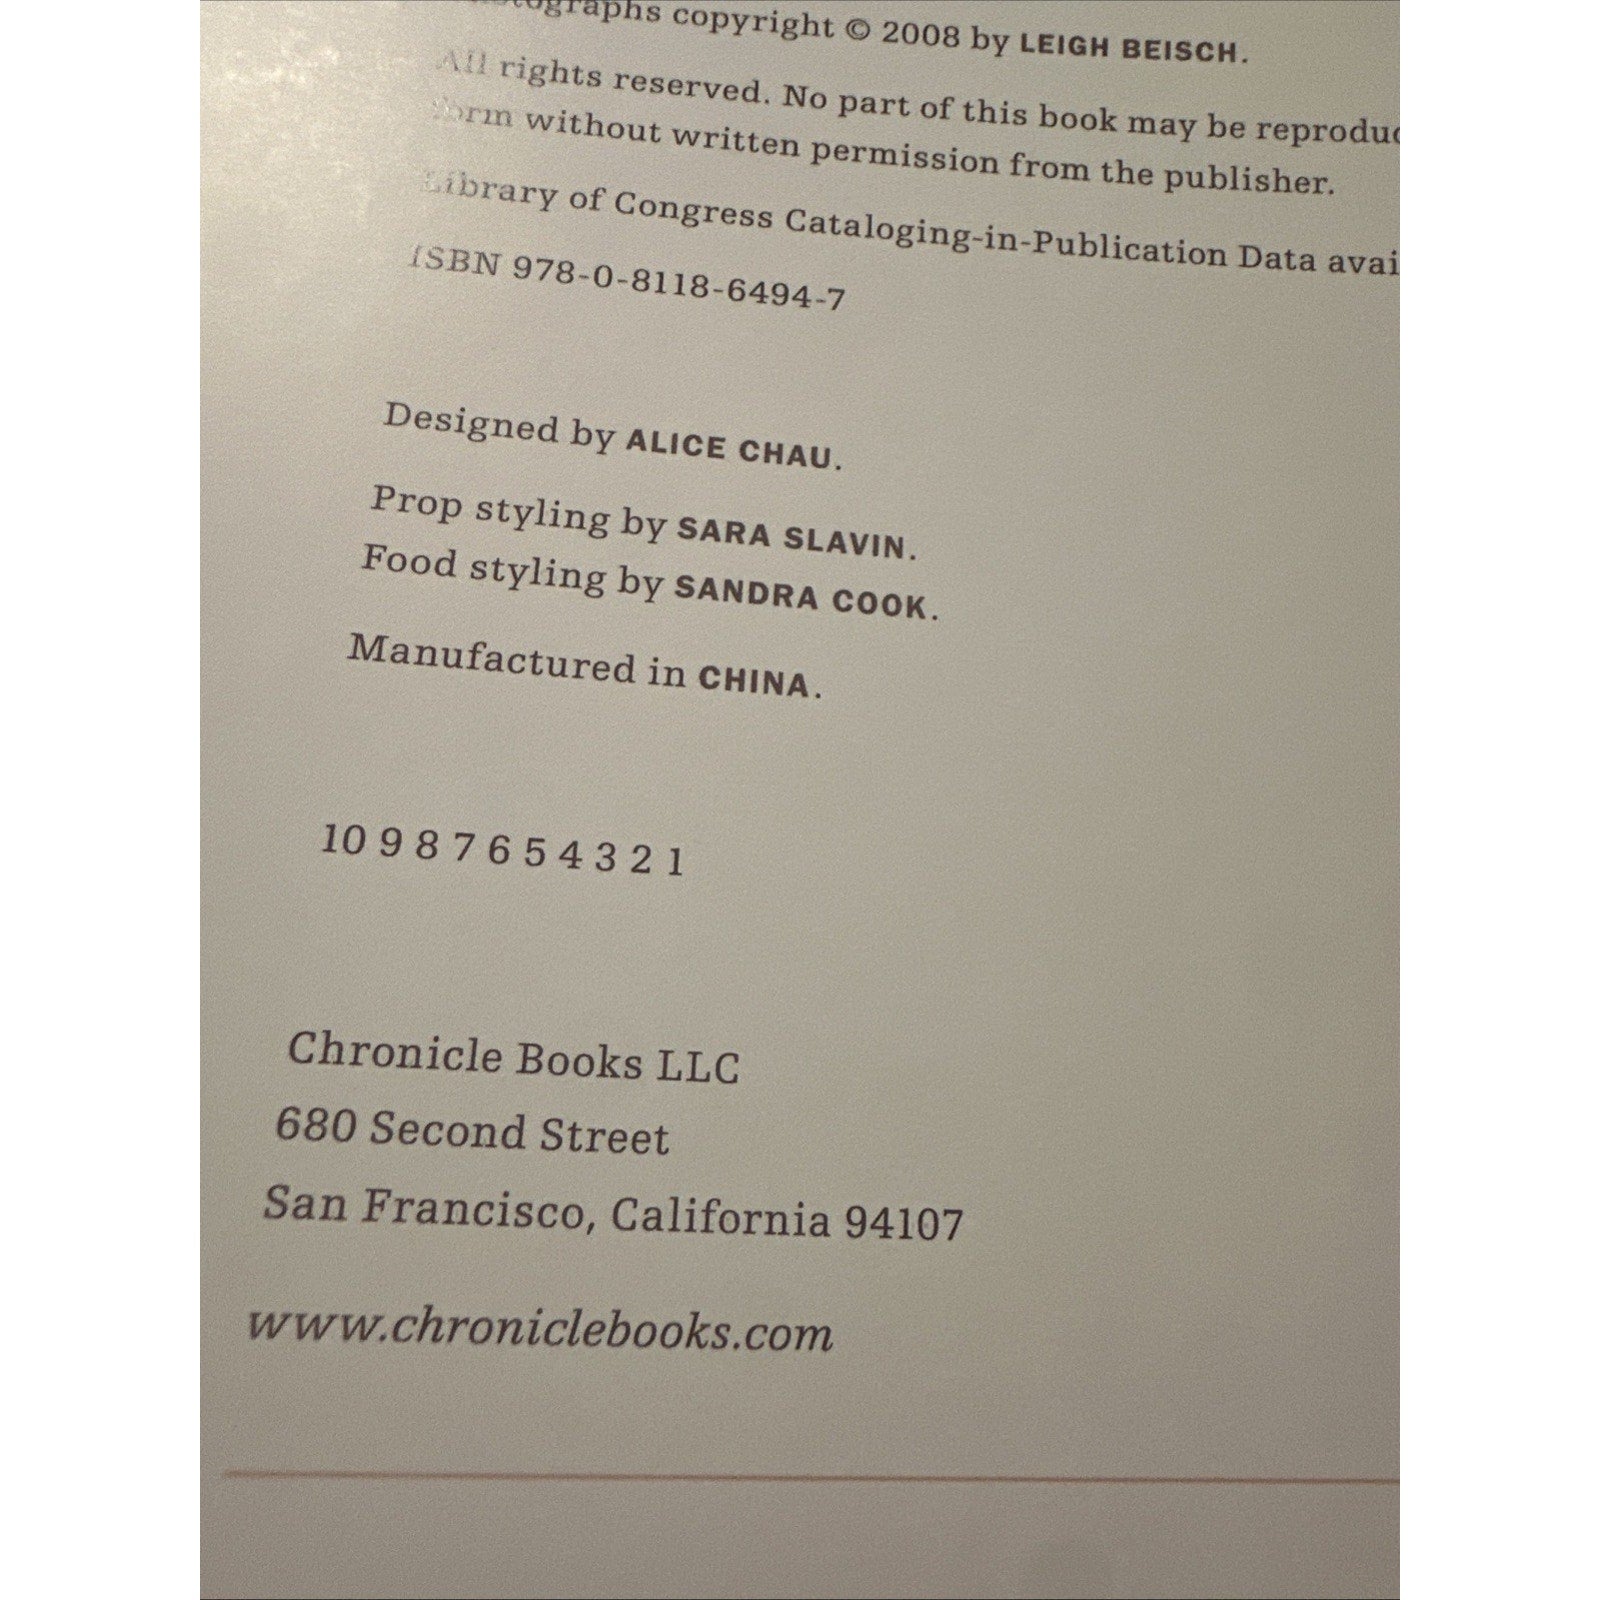 Photographs copyright © 2008 by LEIGH BEISCH.
All rights reserved. No part of this book may be
form without written permission from the publisher.
Library of Congress Cataloging-in-Publication Data
ISBN 978-0-8118-6494-7
Designed by ALICE CHAU.
Prop styling by SARA SLAVIN.
Food styling by SANDRA COOK.
Manufactured in CHINA.
10 9 8 7 6 5 4 3 2 1
Chronicle Books LLC
680 Second Street
San Francisco, California 94107
www.chroniclebooks.com